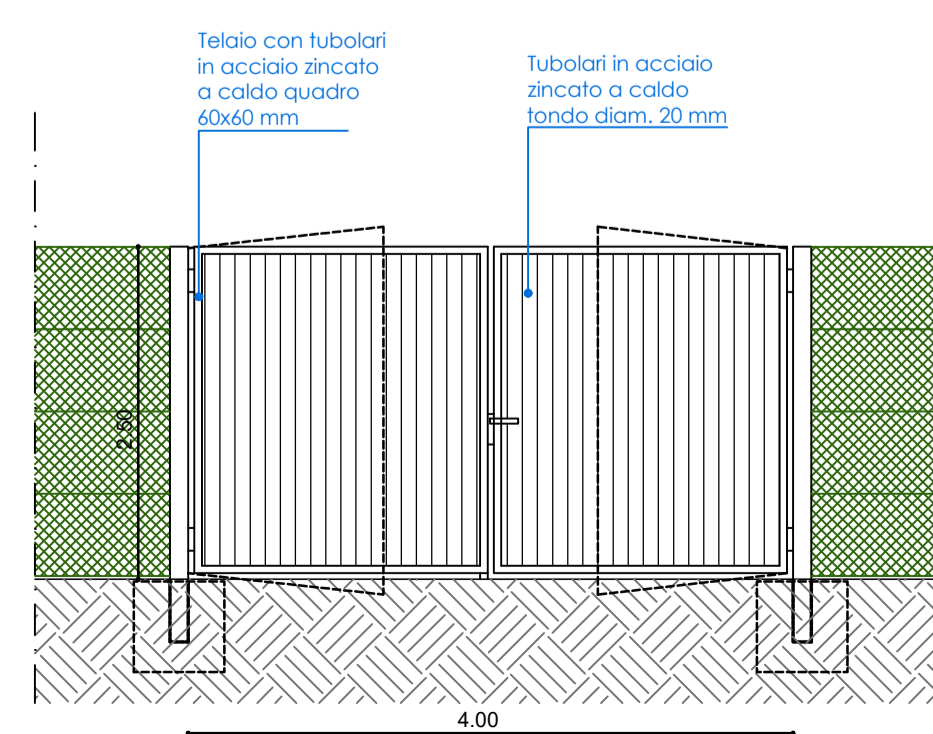 Telaio con tubolari
in acciaio zincato
a caldo quadro
60x60 mm
Tubolari in acciaio
zincato a caldo
tondo diam. 20 mm
2.50
4.00